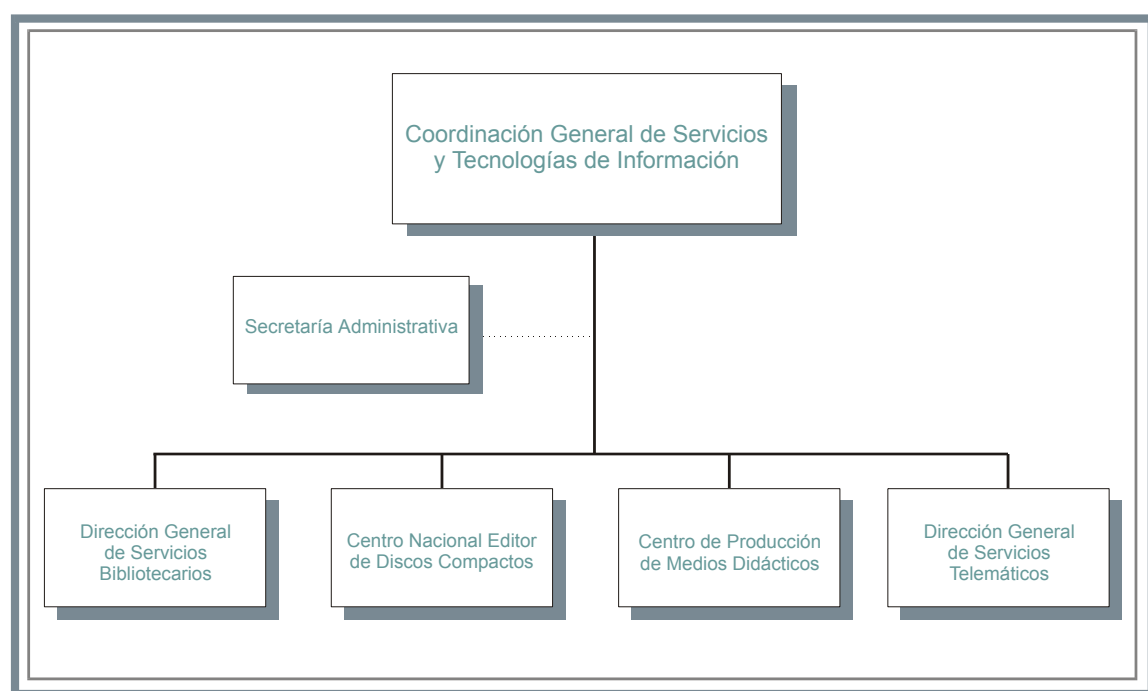 Coordinación General de Servicios
y Tecnologías de Información
Secretaría Administrativa
Dirección General
de Servicios
Bibliotecarios
Centro Nacional Editor
de Discos Compactos
Centro de Producción
de Medios Didácticos
Dirección General
de Servicios
Telemáticos